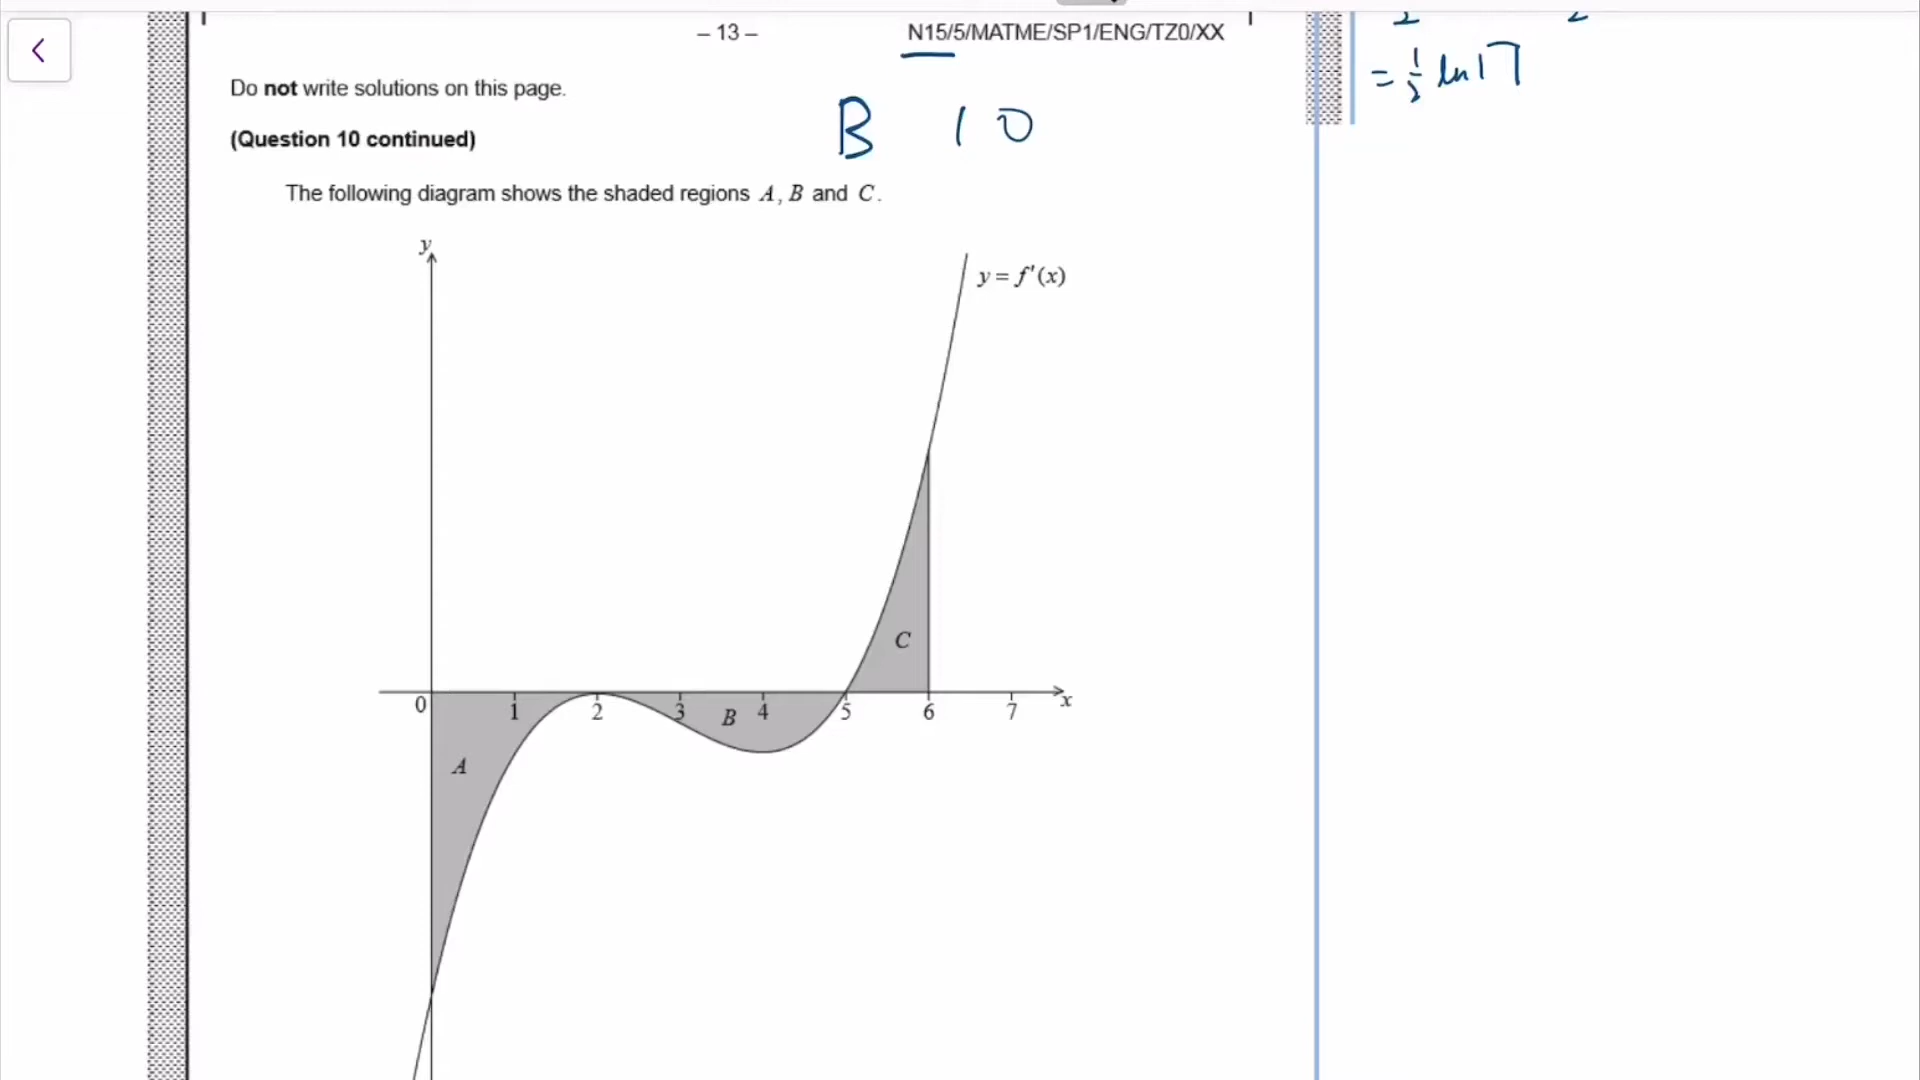 – 13 –
N15/5/MATME/SP1/ENG/TZ0/XX
= 1/2 ln 17
Do not write solutions on this page.
B 10
(Question 10 continued)
The following diagram shows the shaded regions A, B and C.
y
y = f'(x)
C
0 1 2 3 4 5 6 7 x
B
A